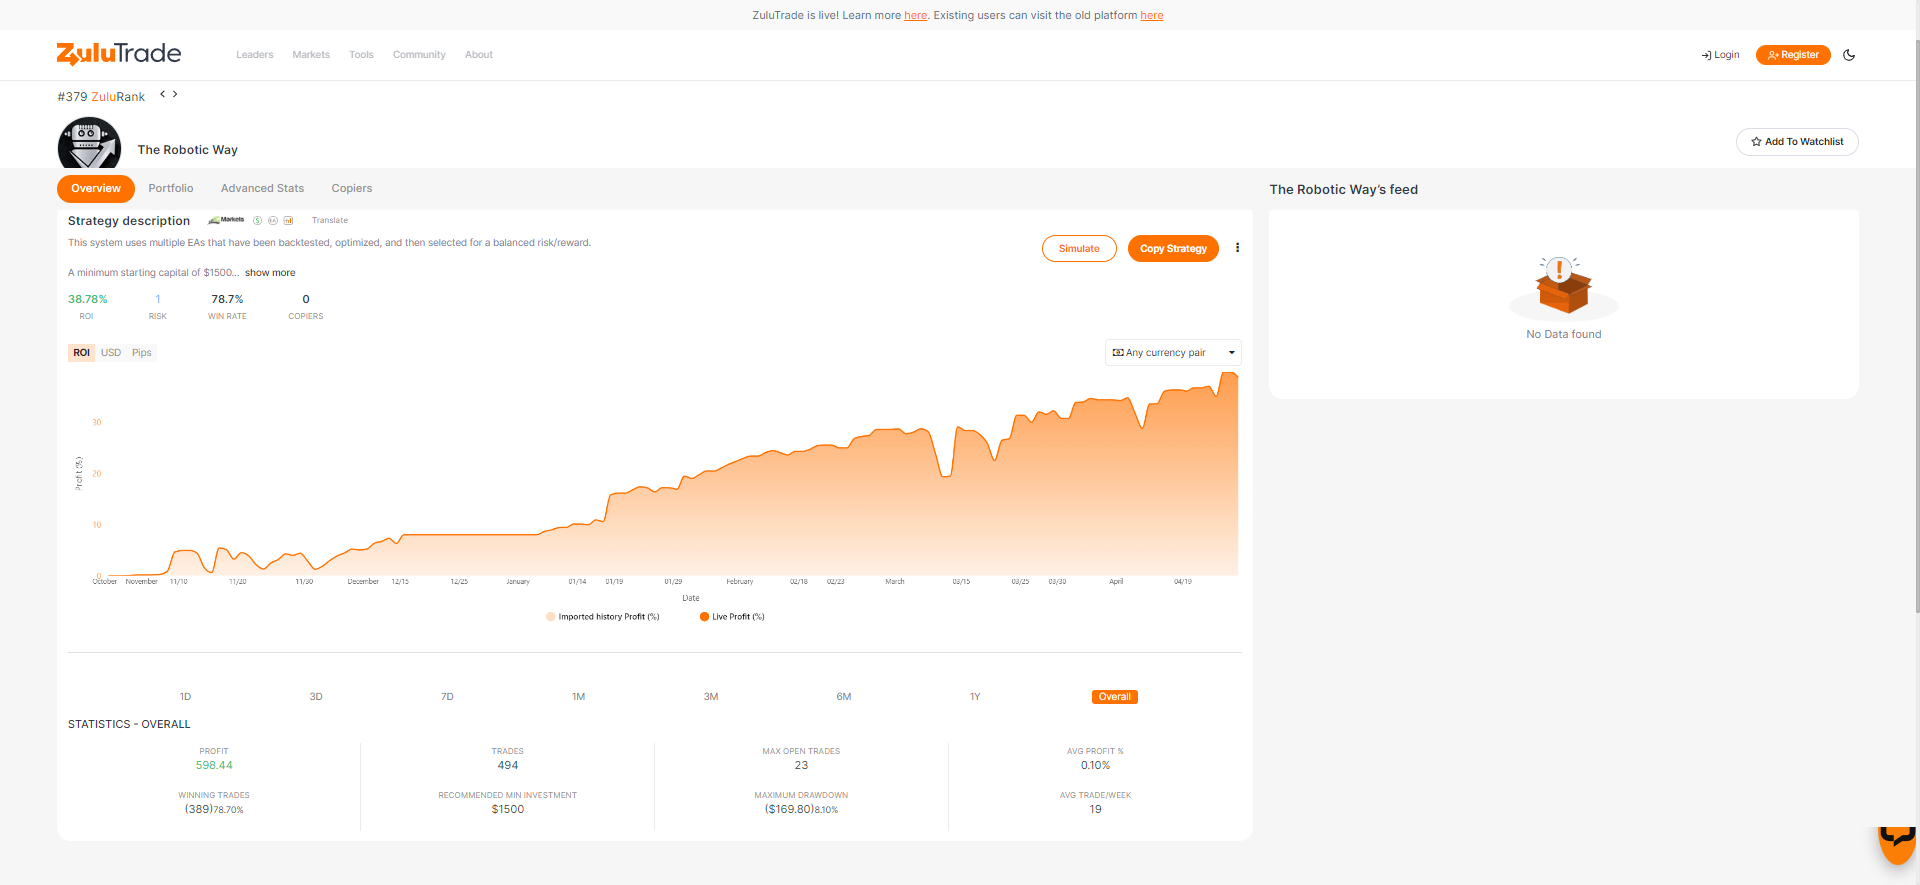 ZuluTrade is live! Learn more here. Existing users can visit the old platform here
ZuluTrade
Leaders
Markets
Tools
Community
About
Login
Register
#379 ZuluRank
The Robotic Way
Add To Watchlist
Overview
Portfolio
Advanced Stats
Copiers
The Robotic Way's feed
Strategy description
Markets
Translate
This system uses multiple EAs that have been backtested, optimized, and then selected for a balanced risk/reward.
Simulate
Copy Strategy
A minimum starting capital of $1500... show more
38.78%
1
78.7%
0
ROI
RISK
WIN RATE
COPIERS
No Data found
ROI
USD
Pips
Any currency pair
Profit (%)
30
20
10
0
October
November
11/10
11/20
11/30
December
12/15
12/25
January
01/14
01/19
01/29
February
02/18
02/23
March
03/15
03/25
03/30
April
04/19
Date
Imported history Profit (%)
Live Profit (%)
1D
3D
7D
1M
3M
6M
1Y
Overall
STATISTICS - OVERALL
PROFIT
598.44
TRADES
494
MAX OPEN TRADES
23
AVG PROFIT %
0.10%
WINNING TRADES
(389)78.70%
RECOMMENDED MIN INVESTMENT
$1500
MAXIMUM DRAWDOWN
($169.80)8.10%
AVG TRADE/WEEK
19